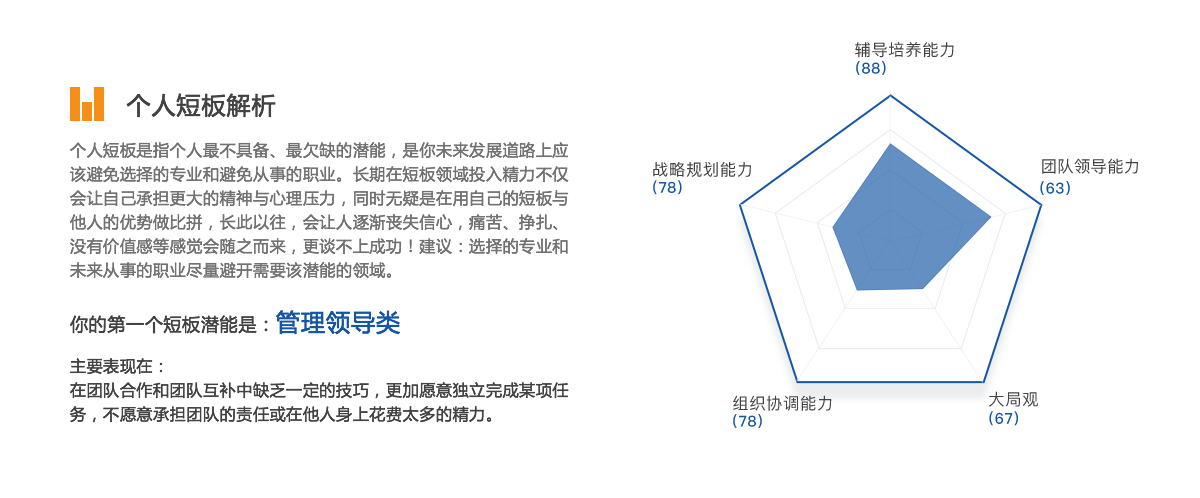 个人短板解析
个人短板是指个人最不具备、最欠缺的潜能，是你未来发展道路上应
该避免选择的专业和避免从事的职业。长期在短板领域投入精力不仅
会让自己承担更大的精神与心理压力，同时无疑是在用自己的短板与
他人的优势做比拼，长此以往，会让人逐渐丧失信心，痛苦、挣扎、
没有价值感等感觉会随之而来，更谈不上成功！建议：选择的专业和
未来从事的职业尽量避开需要该潜能的领域。
你的第一个短板潜能是：管理领导类
主要表现在：
在团队合作和团队互补中缺乏一定的技巧，更加愿意独立完成某项任
务，不愿意承担团队的责任或在他人身上花费太多的精力。
辅导培养能力
(88)
战略规划能力
(78)
团队领导能力
(63)
组织协调能力
(78)
大局观
(67)